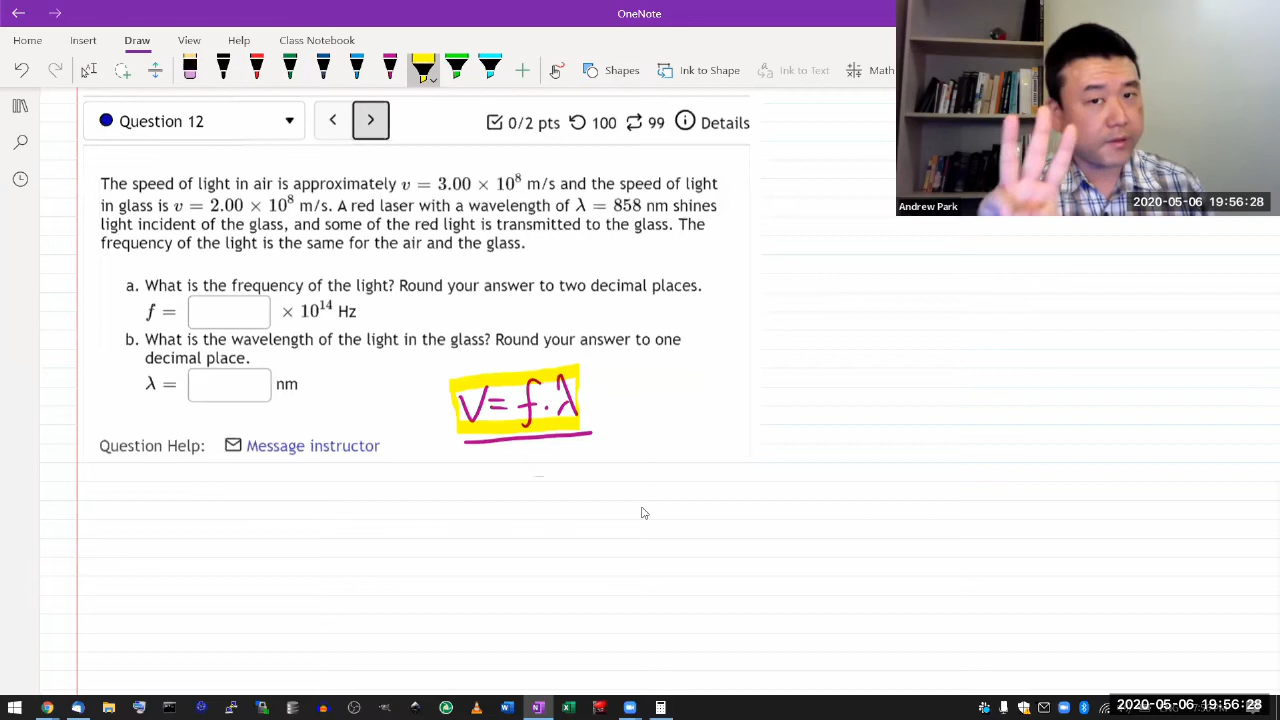 OneNote
Home Insert Draw View Help Class Notebook
Shapes Ink to Shape Ink to Text Math
Question 12 0/2 pts 100 99 Details
The speed of light in air is approximately v = 3.00 × 10⁸ m/s and the speed of light
in glass is v = 2.00 × 10⁸ m/s. A red laser with a wavelength of λ = 858 nm shines
light incident of the glass, and some of the red light is transmitted to the glass. The
frequency of the light is the same for the air and the glass.
a. What is the frequency of the light? Round your answer to two decimal places.
f = × 10¹⁴ Hz
b. What is the wavelength of the light in the glass? Round your answer to one
decimal place.
λ = nm
V = f · λ
Question Help: Message instructor
Andrew Park
2020-05-06 19:56:28
2020-05-06 19:56:28